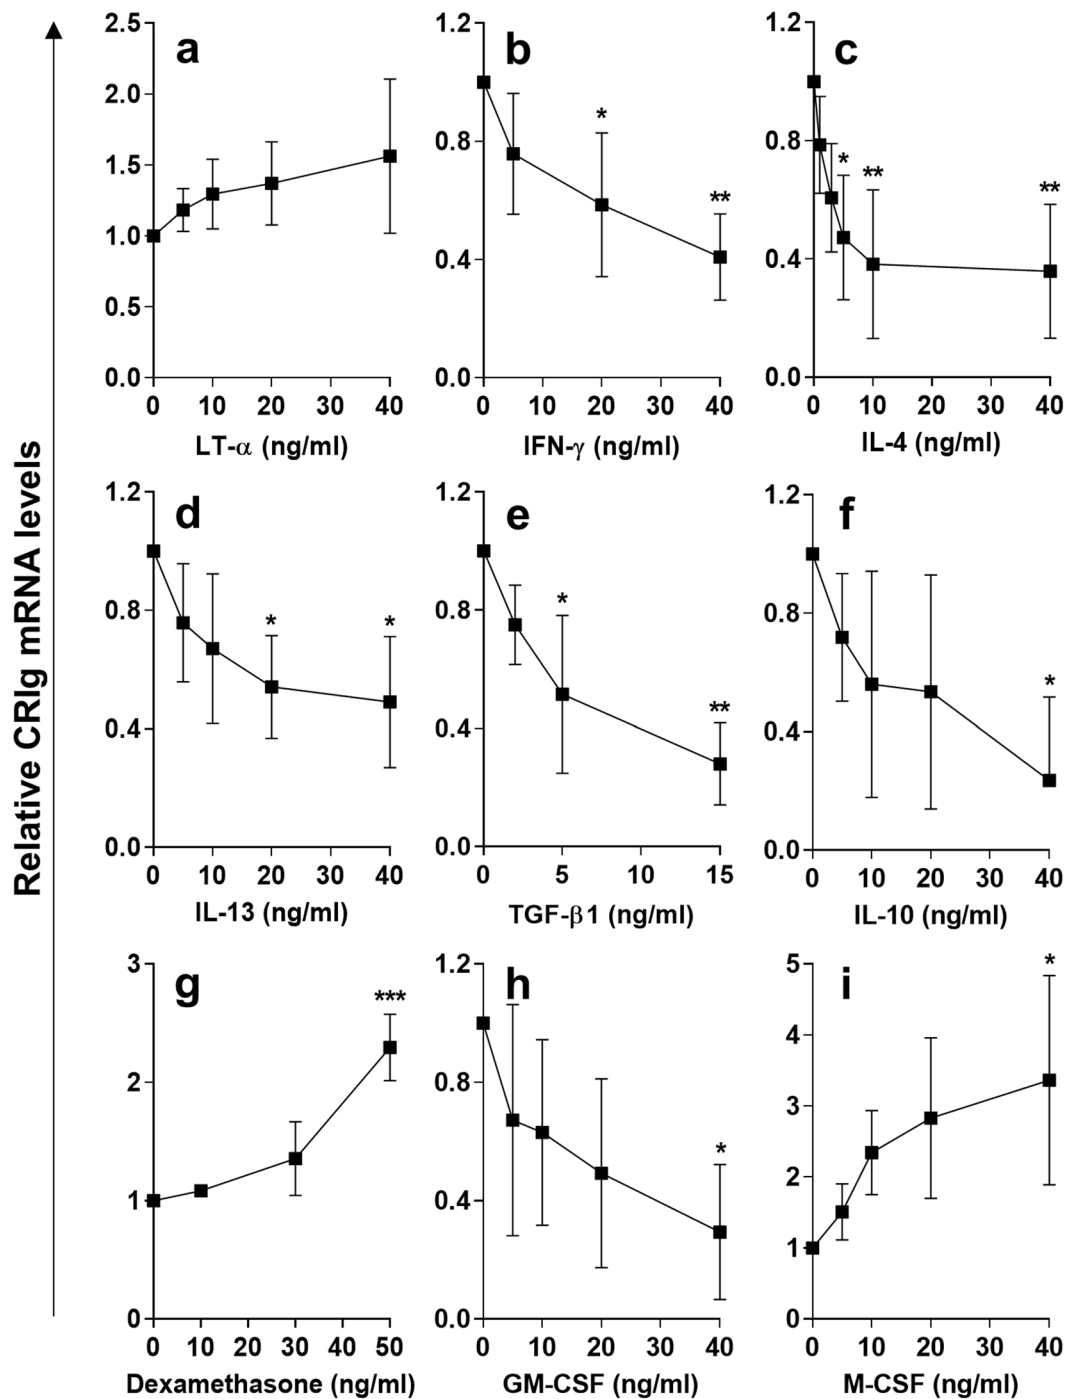 Relative CRIg mRNA levels
a
2.5
2.0
1.5
1.0
0.5
0.0
0 10 20 30 40
LT-α (ng/ml)
b
1.2
0.8
0.4
0.0
*
**
0 10 20 30 40
IFN-γ (ng/ml)
c
1.2
0.8
0.4
0.0
*
**
**
0 10 20 30 40
IL-4 (ng/ml)
d
1.2
0.8
0.4
0.0
*
*
0 10 20 30 40
IL-13 (ng/ml)
e
1.2
0.8
0.4
0.0
*
**
0 5 10 15
TGF-β1 (ng/ml)
f
1.2
0.8
0.4
0.0
*
0 10 20 30 40
IL-10 (ng/ml)
g
3
2
1
0
***
0 10 20 30 40 50
Dexamethasone (ng/ml)
h
1.2
0.8
0.4
0.0
*
0 10 20 30 40
GM-CSF (ng/ml)
i
5
4
3
2
1
0
*
0 10 20 30 40
M-CSF (ng/ml)